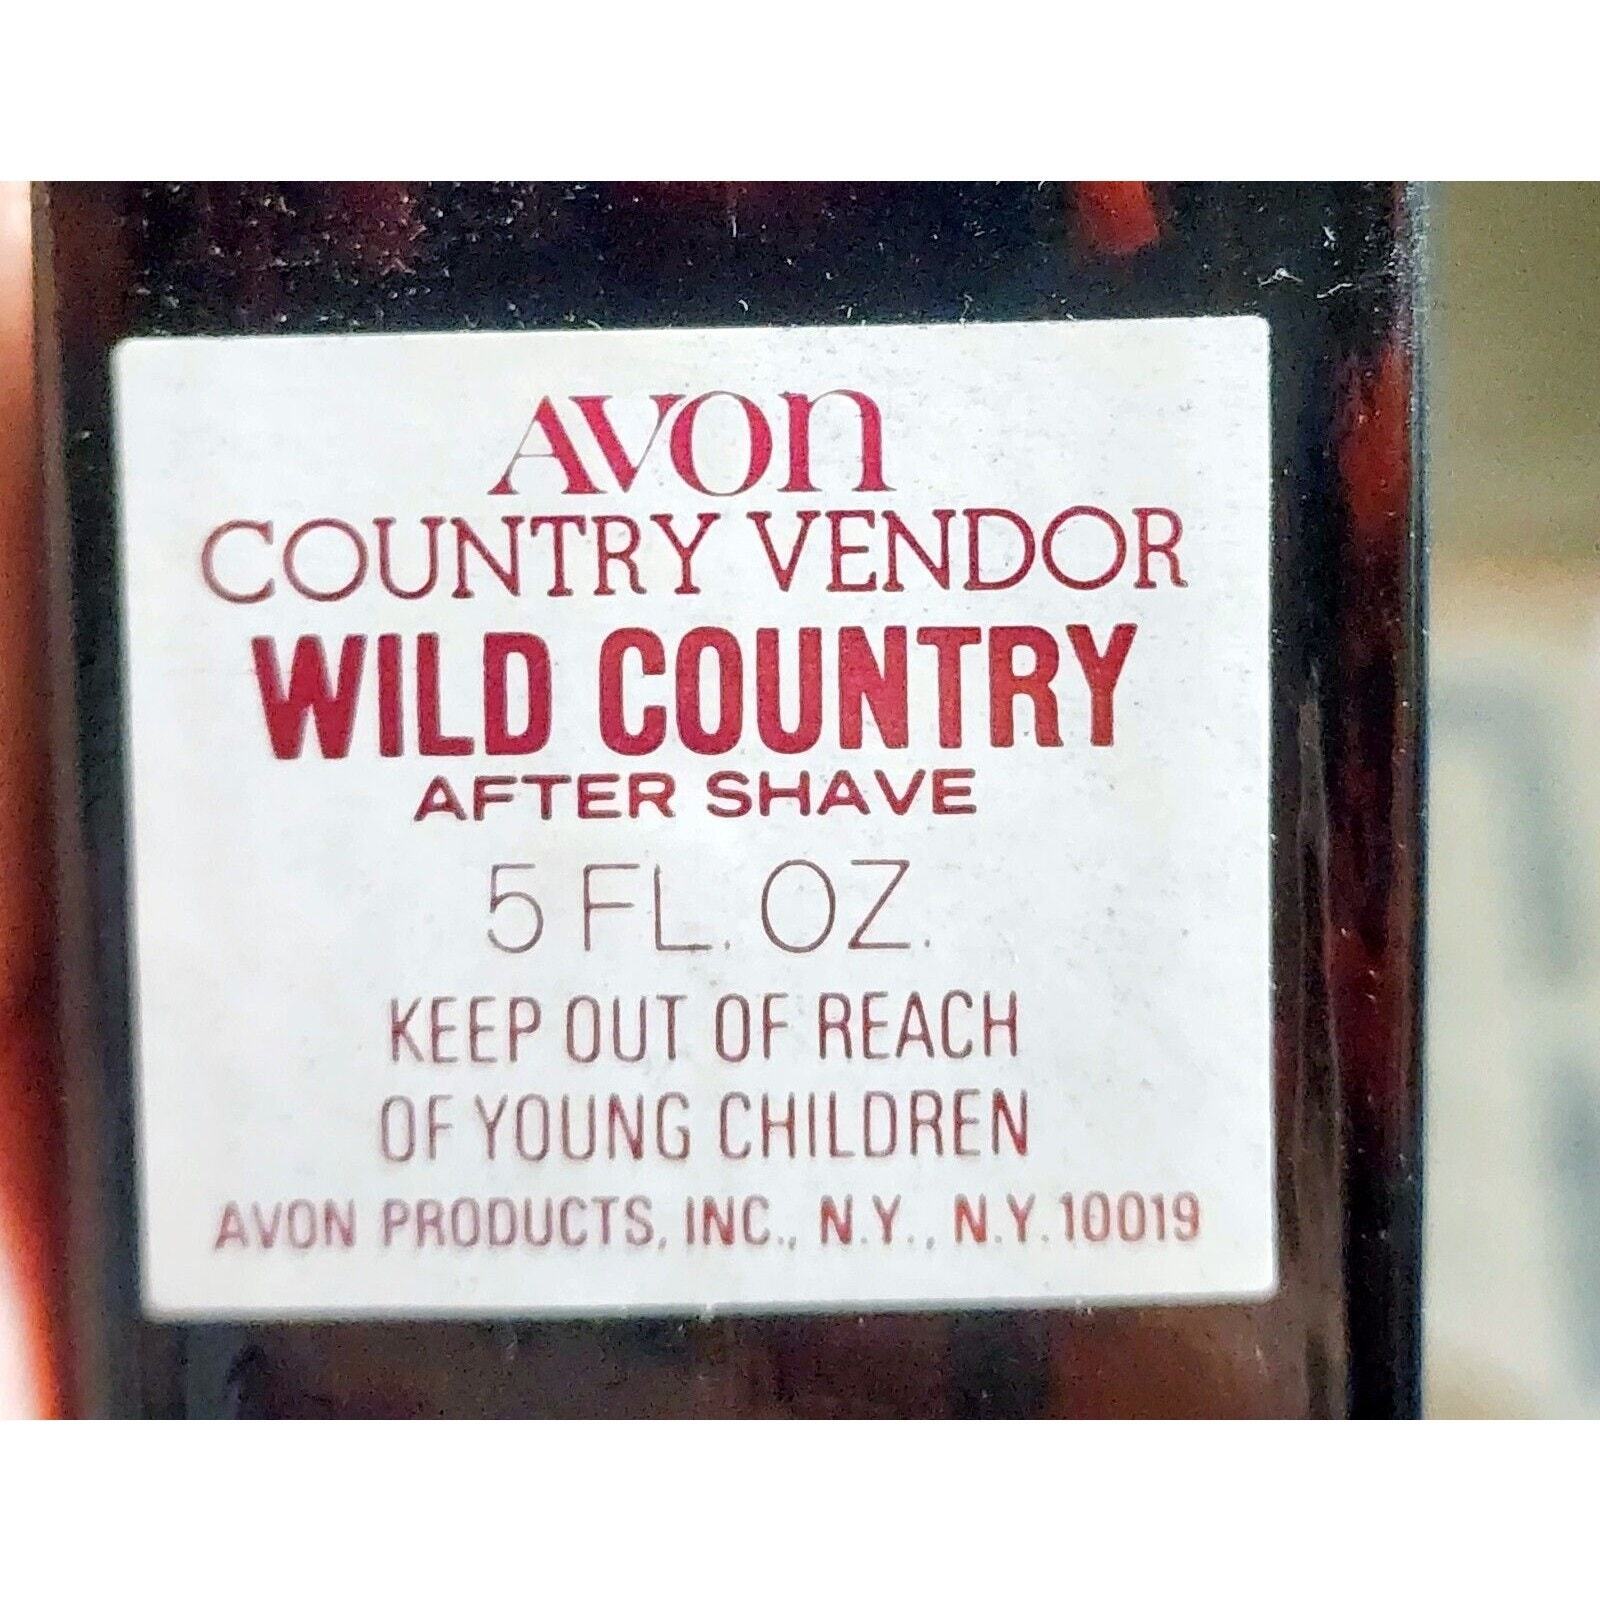 AVON
COUNTRY VENDOR
WILD COUNTRY
AFTER SHAVE
5 FL. OZ.
KEEP OUT OF REACH
OF YOUNG CHILDREN
AVON PRODUCTS, INC., N.Y., N.Y. 10019